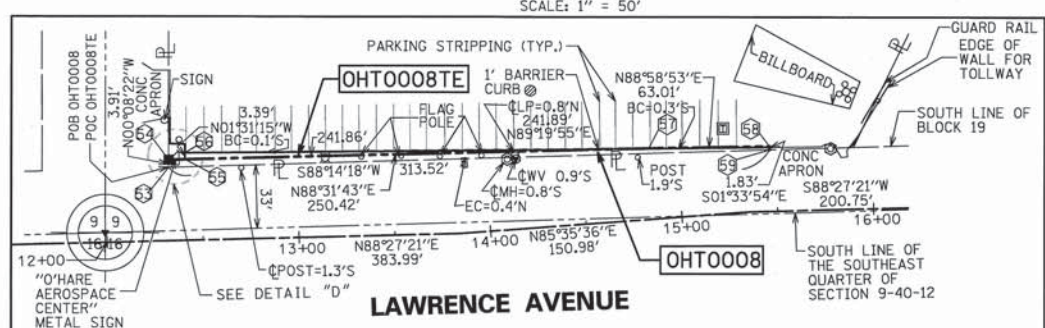 SCALE: 1" = 50'
GUARD RAIL
EDGE OF
WALL FOR
TOLLWAY
PARKING STRIPPING (TYP.)
BILLBOARD
1' BARRIER
CURB
OHT0008TE
POB OHT0008
POC OHT0008TE
3.91'
N00°08'22"W
CONC
APRON
SIGN
3.39'
N01°31'15"W
BC=0.1'S
FLAG
POLE
℄LP=0.8'N
241.89'
N89°19'55"E
N88°58'53"E
63.01'
BC=0.3'S
SOUTH LINE OF
BLOCK 19
54
56
241.86'
57
58
53
55
S88°14'18"W
313.52'
N88°31'43"E
250.42'
33'
EC=0.4'N
℄WV 0.9'S
℄MH=0.8'S
POST
1.9'S
59
1.83'
S01°33'54"E
CONC
APRON
S88°27'21"W
200.75'
9 9
16 16
12+00
13+00
14+00
15+00
16+00
N88°27'21"E
383.99'
N85°35'36"E
150.98'
OHT0008
"O'HARE
AEROSPACE
CENTER"
METAL SIGN
℄POST=1.3'S
SEE DETAIL "D"
LAWRENCE AVENUE
SOUTH LINE OF
THE SOUTHEAST
QUARTER OF
SECTION 9-40-12